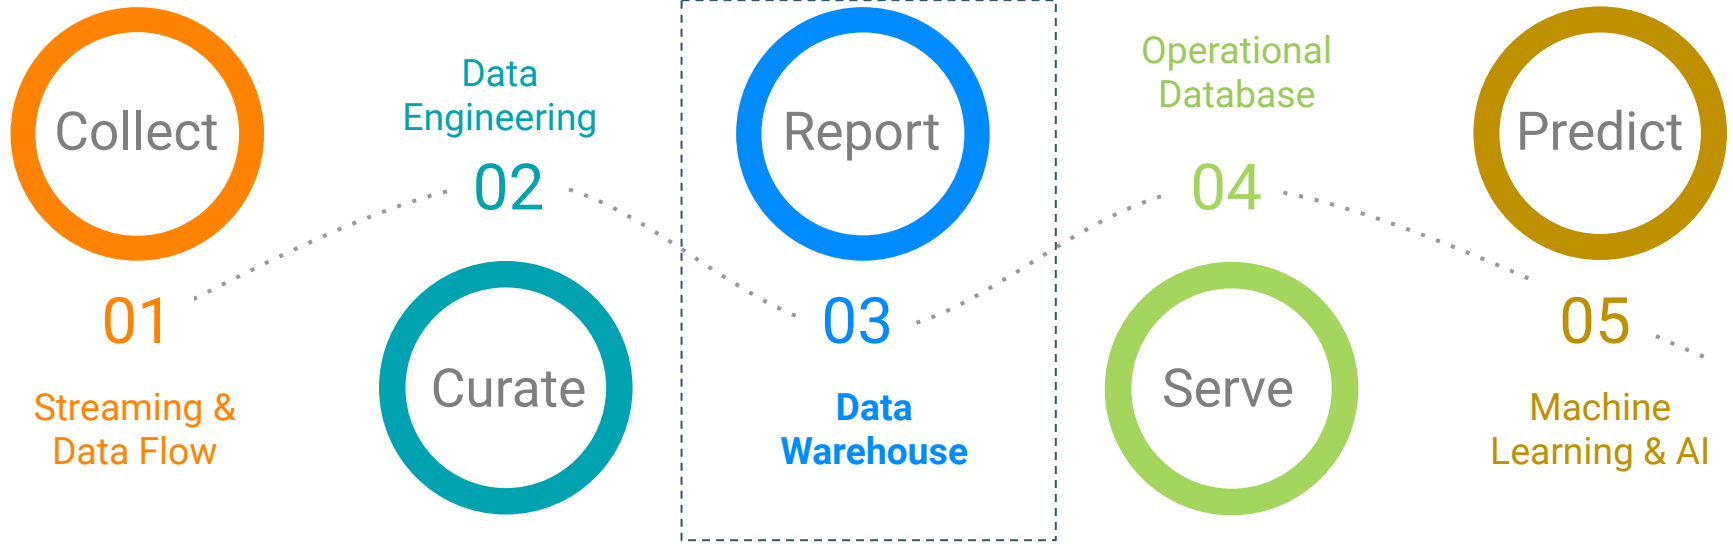 Collect
01
Streaming &
Data Flow
Data
Engineering
02
Curate
Report
03
Data
Warehouse
Operational
Database
04
Serve
Predict
05
Machine
Learning & AI